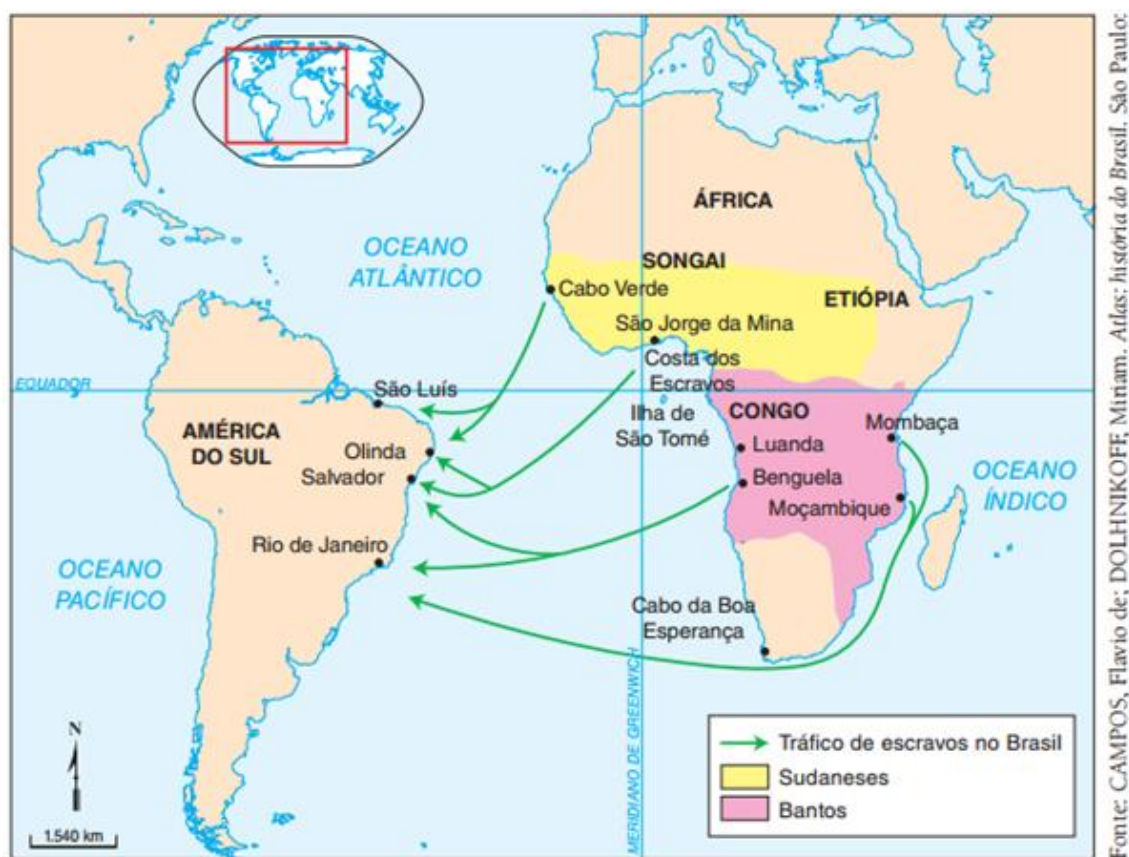 ÁFRICA
SONGAI
OCEANO
ATLÂNTICO
ETIÓPIA
Cabo Verde
São Jorge da Mina
Costa dos
Escravos
EQUADOR
São Luís
Ilha de
São Tomé
CONGO
Mombaça
AMÉRICA
DO SUL
Olinda
Luanda
Salvador
Benguela
OCEANO
ÍNDICO
Moçambique
Rio de Janeiro
OCEANO
PACÍFICO
Cabo da Boa
Esperança
MERIDIANO DE GREENWICH
N
1.540 km
Tráfico de escravos no Brasil
Sudaneses
Bantos
Fonte: CAMPOS, Flavio de; DOLHNIKOFF, Miriam. Atlas: história do Brasil. São Paulo: